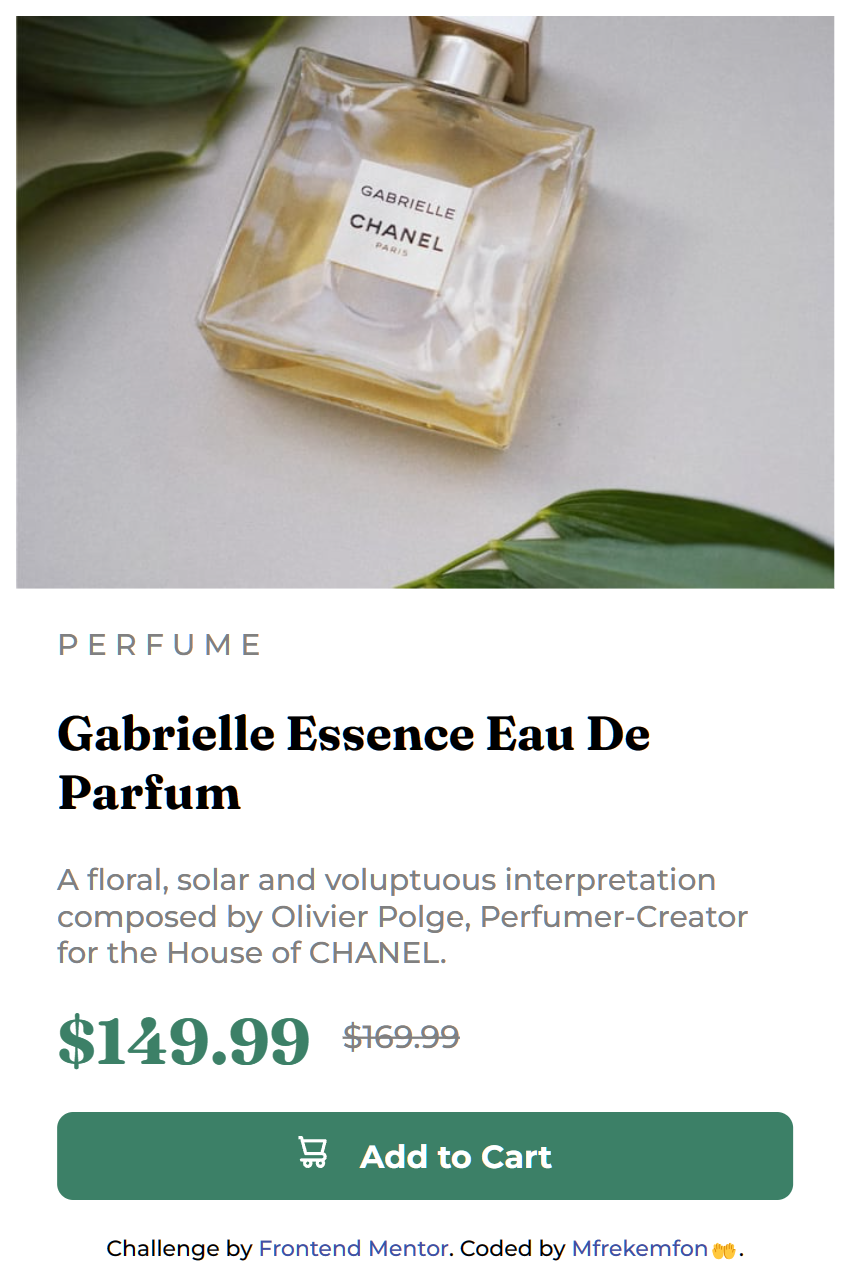 GABRIELLE
CHANEL
PARIS
PERFUME
Gabrielle Essence Eau De
Parfum
A floral, solar and voluptuous interpretation
composed by Olivier Polge, Perfumer-Creator
for the House of CHANEL.
$149.99 $169.99
Add to Cart
Challenge by Frontend Mentor. Coded by Mfrekemfon🤲.